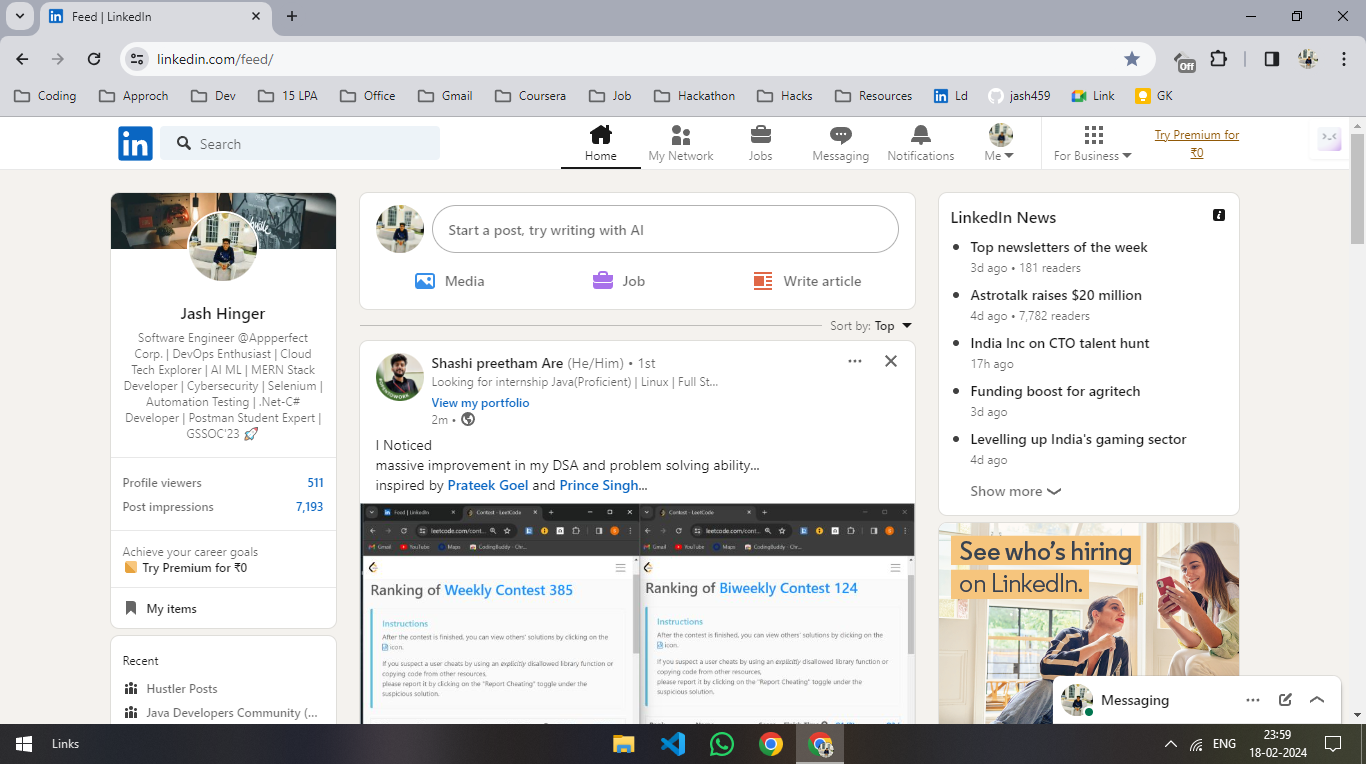 Feed | LinkedIn
linkedin.com/feed/
Off
Coding
Approch
Dev
15 LPA
Office
Gmail
Coursera
Job
Hackathon
Hacks
Resources
Ld
jash459
Link
GK
Search
Home
My Network
Jobs
Messaging
Notifications
Me
For Business
Try Premium for
₹0
Jash Hinger
Software Engineer @Appperfect
Corp. | DevOps Enthusiast | Cloud
Tech Explorer | AI ML | MERN Stack
Developer | Cybersecurity | Selenium |
Automation Testing | .Net-C#
Developer | Postman Student Expert |
GSSOC'23 🚀
Profile viewers 511
Post impressions 7,193
Achieve your career goals
Try Premium for ₹0
My items
Recent
Hustler Posts
Java Developers Community (...
Start a post, try writing with AI
Media
Job
Write article
Sort by: Top
Shashi preetham Are (He/Him) • 1st
Looking for internship Java(Proficient) | Linux | Full St...
View my portfolio
2m •
I Noticed
massive improvement in my DSA and problem solving ability...
inspired by Prateek Goel and Prince Singh...
Feed | LinkedIn
Contest - LeetCode
leetcode.com/cont...
Gmail
YouTube
Maps
CodingBuddy - Chr...
Ranking of Weekly Contest 385
Instructions
After the contest is finished, you can view others' solutions by clicking on the
icon.
If you suspect a user cheats by using an explicitly disallowed library function or
copying code from other resources,
please report it by clicking on the "Report Cheating" toggle under the
suspicious solution.
Contest - LeetCode
leetcode.com/cont...
Gmail
YouTube
Maps
CodingBuddy - Chr...
Ranking of Biweekly Contest 124
Instructions
After the contest is finished, you can view others' solutions by clicking on the
icon.
If you suspect a user cheats by using an explicitly disallowed library function or
copying code from other resources,
please report it by clicking on the "Report Cheating" toggle under the
suspicious solution.
LinkedIn News
Top newsletters of the week
3d ago • 181 readers
Astrotalk raises $20 million
4d ago • 7,782 readers
India Inc on CTO talent hunt
17h ago
Funding boost for agritech
3d ago
Levelling up India's gaming sector
4d ago
Show more
See who's hiring
on LinkedIn.
Messaging
Links
ENG
23:59
18-02-2024